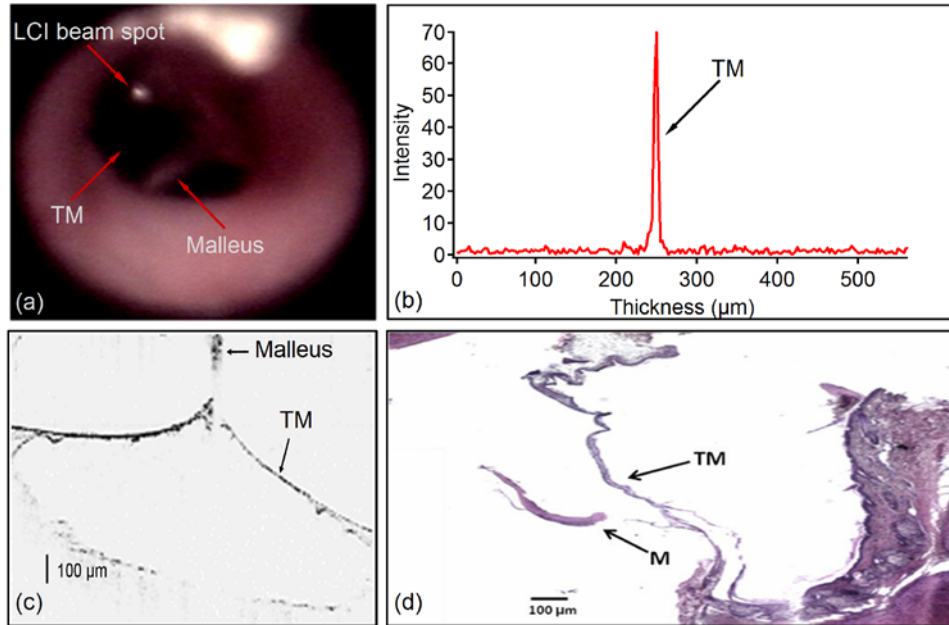 LCI beam spot
TM
Malleus
(a)
70
60
50
40
30
20
10
0
Intensity
TM
0
100
200
300
400
500
Thickness (µm)
(b)
Malleus
TM
100 µm
(c)
TM
M
100 µm
(d)